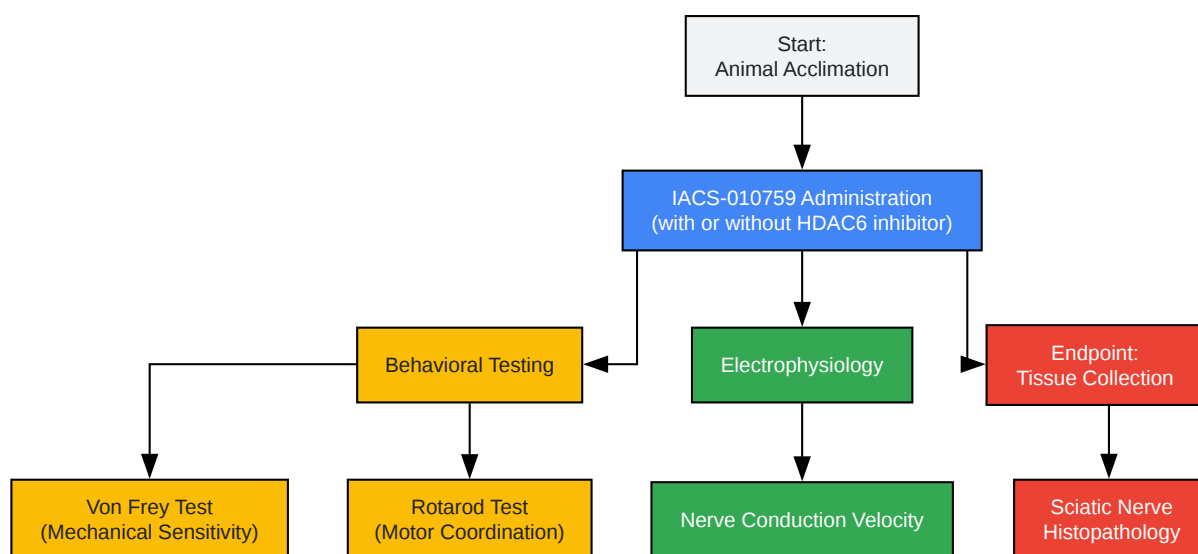 Start:
Animal Acclimation
IACS-010759 Administration
(with or without HDAC6 inhibitor)
Behavioral Testing
Electrophysiology
Endpoint:
Tissue Collection
Von Frey Test
(Mechanical Sensitivity)
Rotarod Test
(Motor Coordination)
Nerve Conduction Velocity
Sciatic Nerve
Histopathology